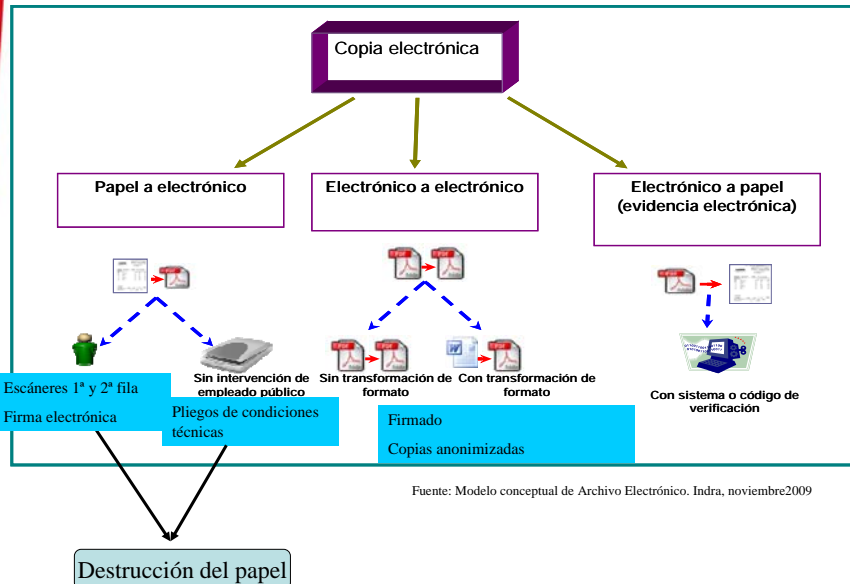 Copia electrónica
Papel a electrónico
Electrónico a electrónico
Electrónico a papel
(evidencia electrónica)
Sin intervención de
empleado público
Sin transformación de
formato
Con transformación de
formato
Con sistema o código de
verificación
Escáneres 1ª y 2ª fila
Firma electrónica
Pliegos de condiciones
técnicas
Firmado
Copias anonimizadas
Fuente: Modelo conceptual de Archivo Electrónico. Indra, noviembre2009
Destrucción del papel